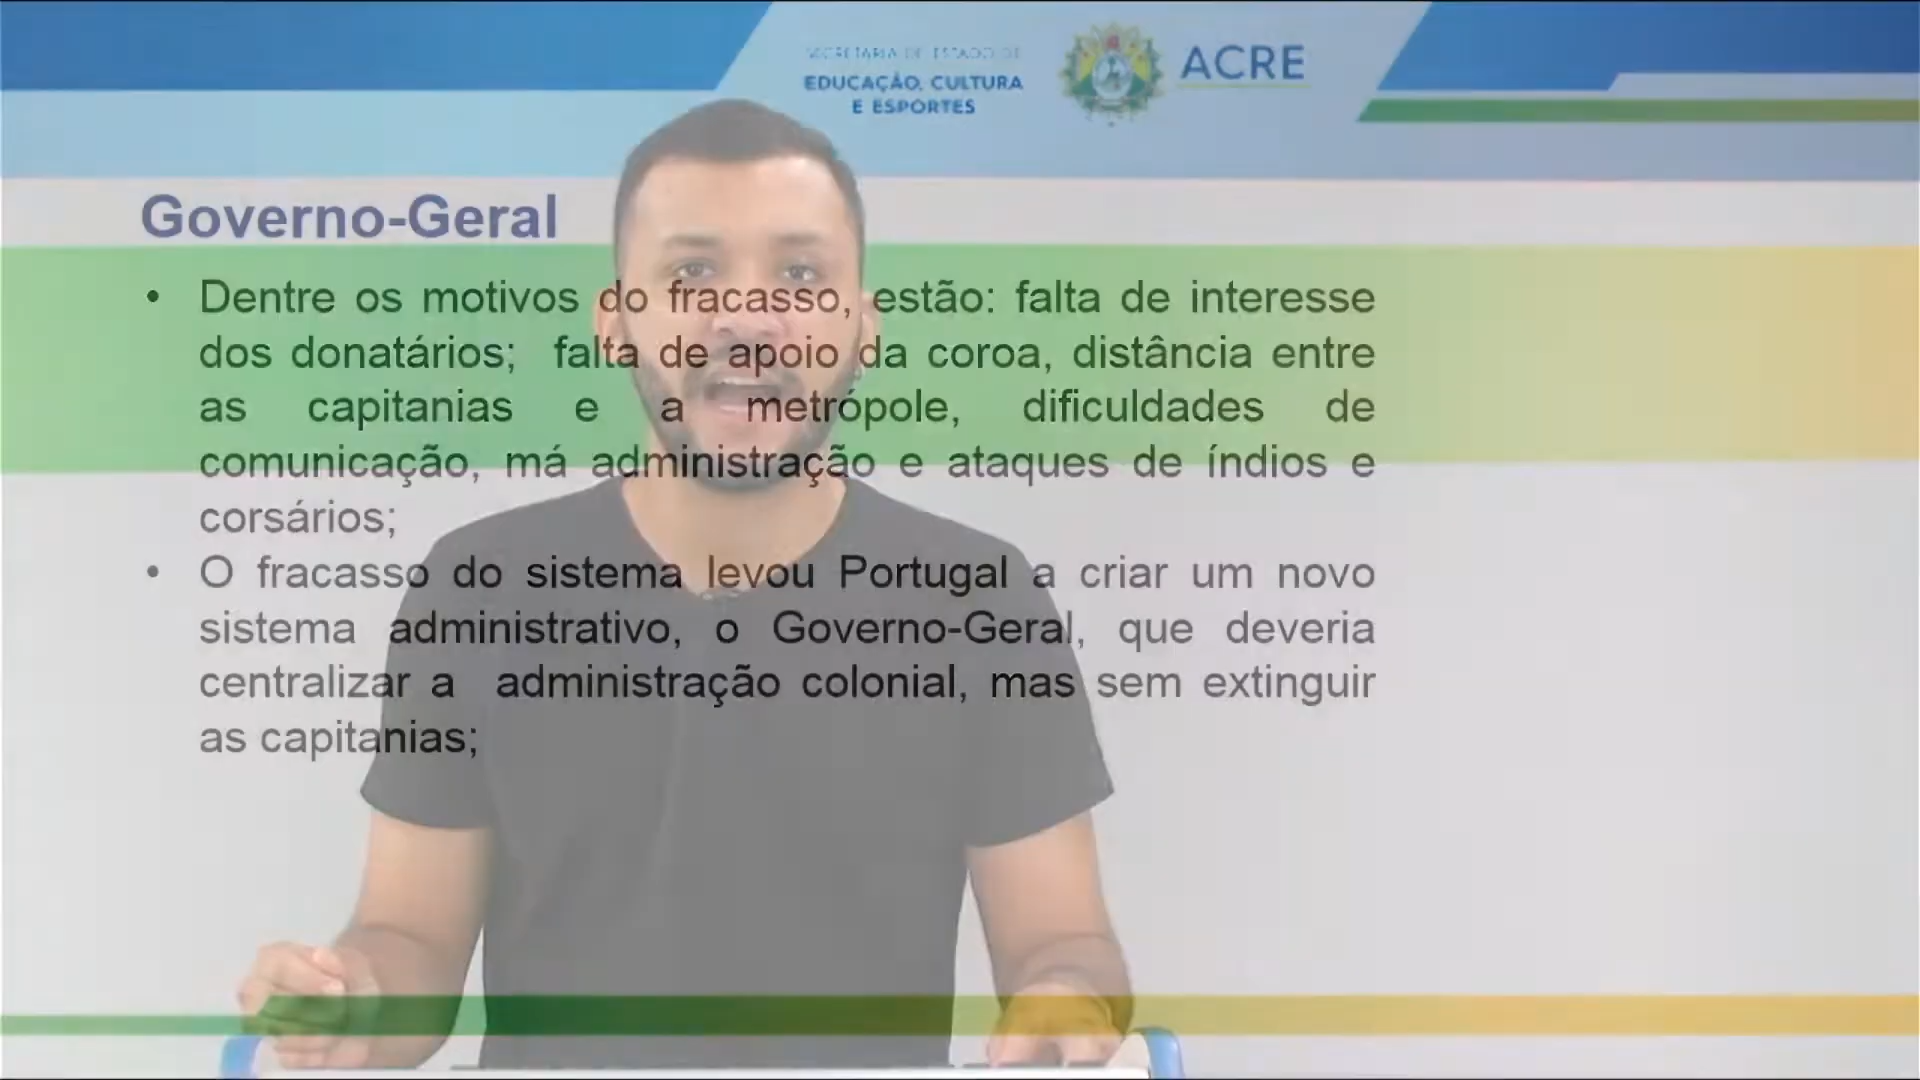 SECRETARIA DE ESTADO DE
EDUCAÇÃO, CULTURA
E ESPORTES
ACRE
Governo-Geral
• Dentre os motivos do fracasso, estão: falta de interesse
dos donatários; falta de apoio da coroa, distância entre
as capitanias e a metrópole, dificuldades de
comunicação, má administração e ataques de índios e
corsários;
• O fracasso do sistema levou Portugal a criar um novo
sistema administrativo, o Governo-Geral, que deveria
centralizar a administração colonial, mas sem extinguir
as capitanias;